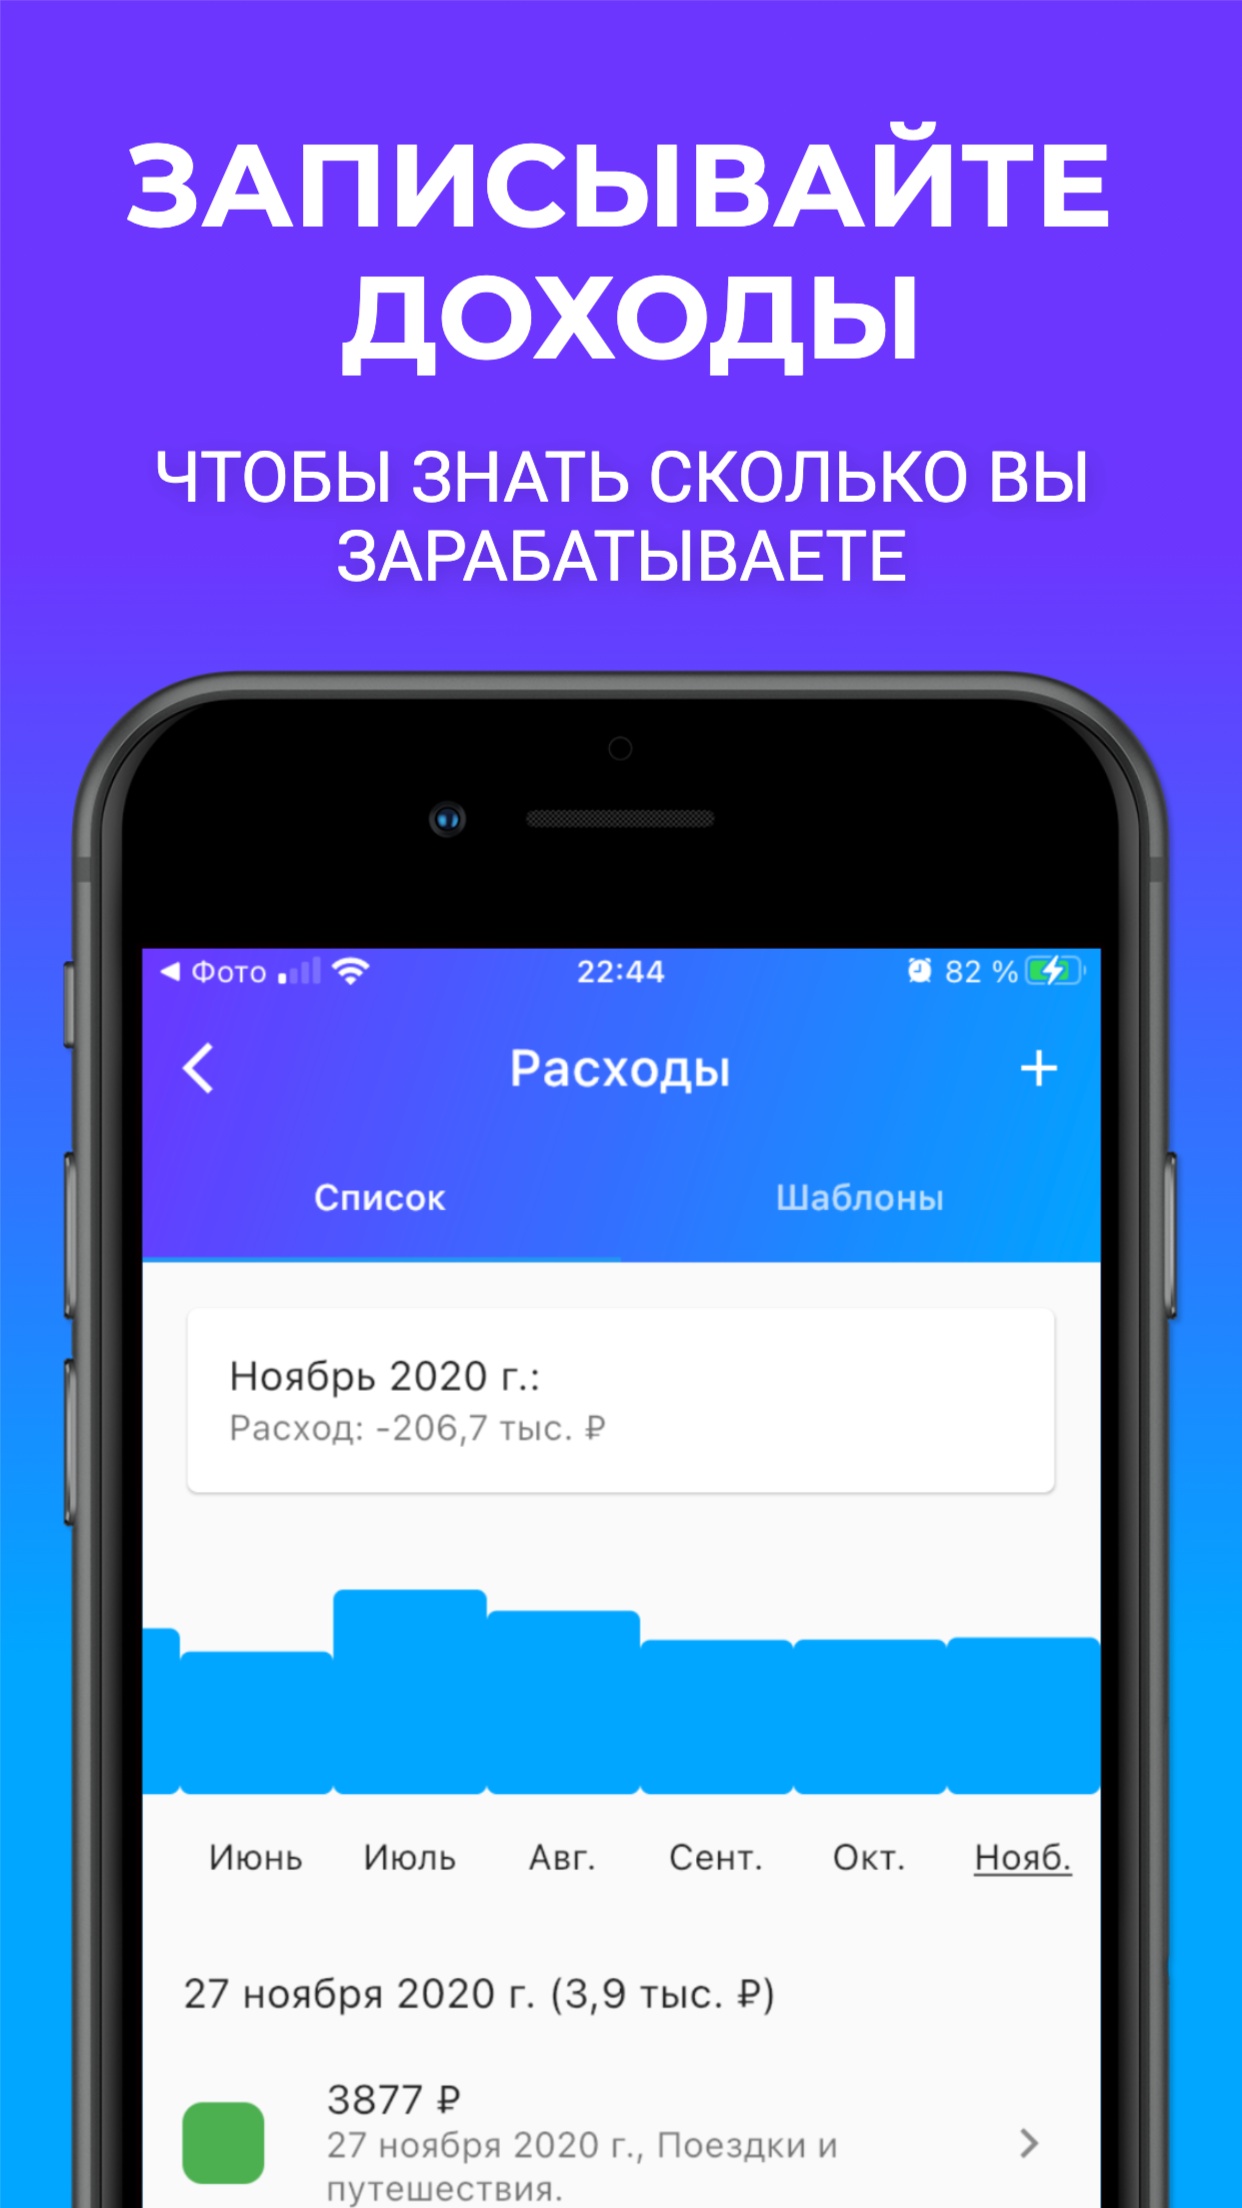 ЗАПИСЫВАЙТЕ
ДОХОДЫ
ЧТОБЫ ЗНАТЬ СКОЛЬКО ВЫ
ЗАРАБАТЫВАЕТЕ
Фото 22:44 82 %
Расходы
Список Шаблоны
Ноябрь 2020 г.:
Расход: -206,7 тыс. ₽
Июнь Июль Авг. Сент. Окт. Нояб.
27 ноября 2020 г. (3,9 тыс. ₽)
3877 ₽
27 ноября 2020 г., Поездки и
путешествия.